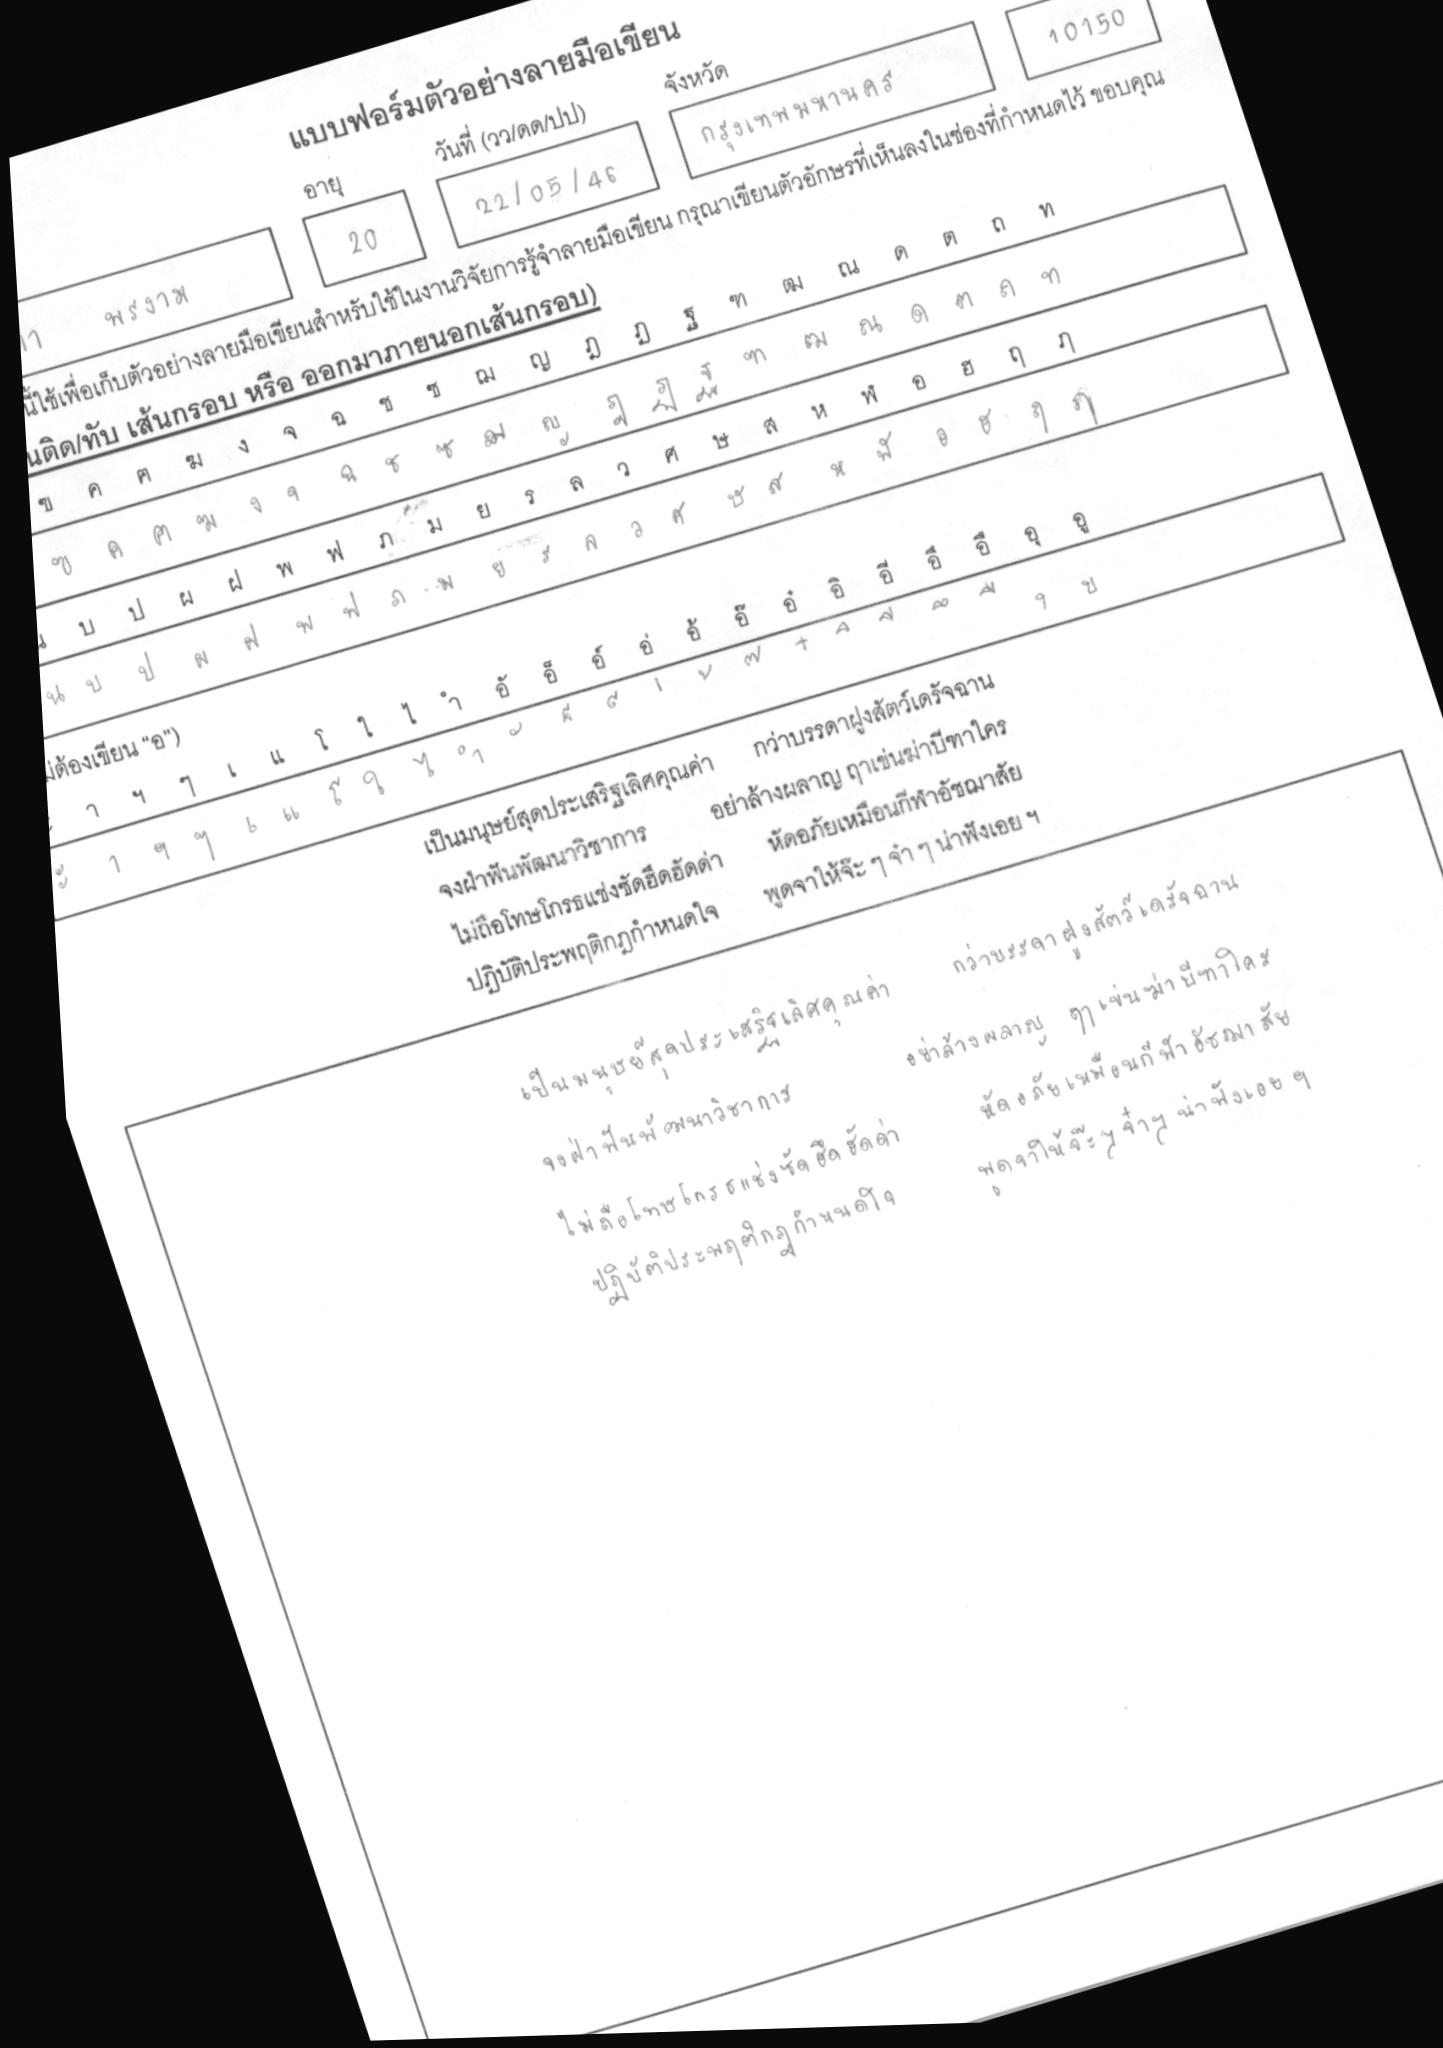 แบบฟอร์มตัวอย่างลายมือเขียน
อายุ วันที่ (วว/ดด/ปป) จังหวัด
พรงาม 20 22/05/46 กรุงเทพมหานคร 10150
นี้ใช้เพื่อเก็บตัวอย่างลายมือเขียนสำหรับใช้ในงานวิจัยการรู้จำลายมือเขียน กรุณาเขียนตัวอักษรที่เห็นลงในช่องที่กำหนดไว้ ขอบคุณ
เส้นกรอบ หรือ ออกมาภายนอกเส้นกรอบ)
ข ค ฅ ฆ ง จ ฉ ช ซ ฌ ญ ฎ ฏ ฐ ฑ ฒ ณ ด ต ถ ท
ฃ ค ฅ ฆ ง จ ฉ ช ซ ฌ ญ ฎ ฏ ฐ ฑ ฒ ณ ด ต ถ ท
บ ป ผ ฝ พ ฟ ภ ม ย ร ล ว ศ ษ ส ห ฬ อ ฮ ฤ ฦ
น บ ป ผ ฝ พ ฟ ภ ม ย ร ล ว ศ ษ ส ห ฬ อ ฮ ฤ ฦ
ต้องเขียน “อ”)
า ฯ ๆ เ แ โ ใ ไ ำ อั อ็ อ์ อ่ อ้ อ๊ อ๋ อิ อี อึ อื อุ อู
ะ า ฯ ๆ เ แ โ ใ ไ ำ ั ็ ์ ่ ้ ๊ ๋ ิ ี ึ ื ุ ู
เป็นมนุษย์สุดประเสริฐเลิศคุณค่า กว่าบรรดาฝูงสัตว์เดรัจฉาน
จงฝ่าฟันพัฒนาวิชาการ อย่าล้างผลาญ ฤาเข่นฆ่าบีฑาใคร
ไม่ถือโทษโกรธแช่งซัดฮึดฮัดด่า หัดอภัยเหมือนกีฬาอัชฌาสัย
ปฏิบัติประพฤติกฎกำหนดใจ พูดจาให้จ๊ะ ๆ จ๋า ๆ น่าฟังเอย ฯ
เป็นมนุษย์สุดประเสริฐเลิศคุณค่า กว่าบรรดาฝูงสัตว์เดรัจฉาน
จงฝ่าฟันพัฒนาวิชาการ อย่าล้างผลาญ ฤาเข่นฆ่าบีฑาใคร
ไม่ถือโทษโกรธแช่งซัดฮึดฮัดด่า หัดอภัยเหมือนกีฬาอัชฌาสัย
ปฏิบัติประพฤติกฎกำหนดใจ พูดจาให้จ๊ะๆ จ๋าๆ น่าฟังเอย ฯ